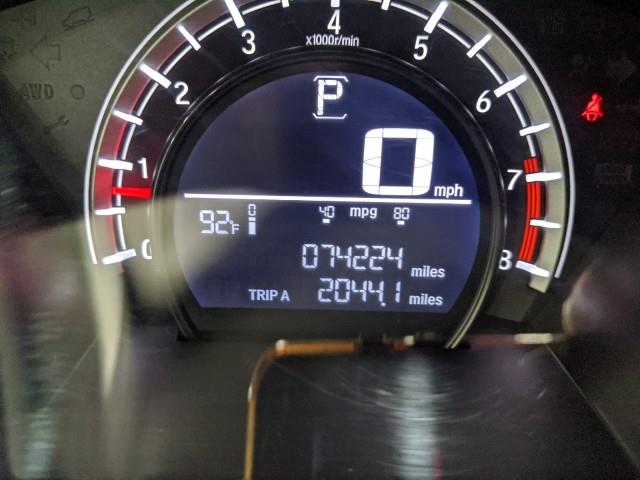 4
3 5
x1000r/min
2 6
P
AWD
0
mph
1 7
0 40 mpg 80
92°F
0 8
074224 miles
TRIP A 2044.1 miles